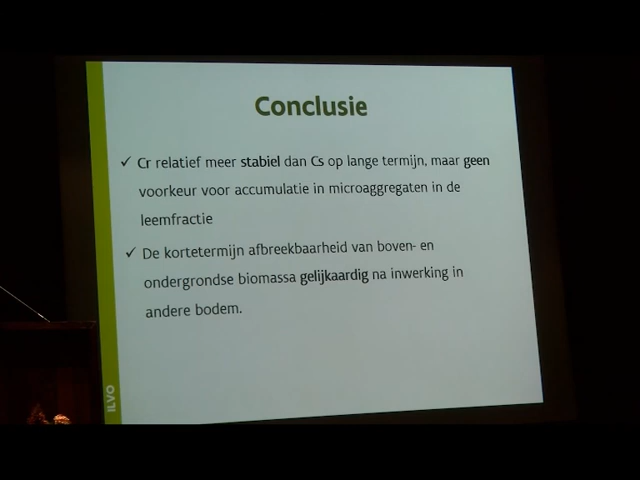 Conclusie
✓ Cr relatief meer stabiel dan Cs op lange termijn, maar geen
voorkeur voor accumulatie in microaggregaten in de
leemfractie
✓ De kortetermijn afbreekbaarheid van boven- en
ondergrondse biomassa gelijkaardig na inwerking in
andere bodem.
ILVO